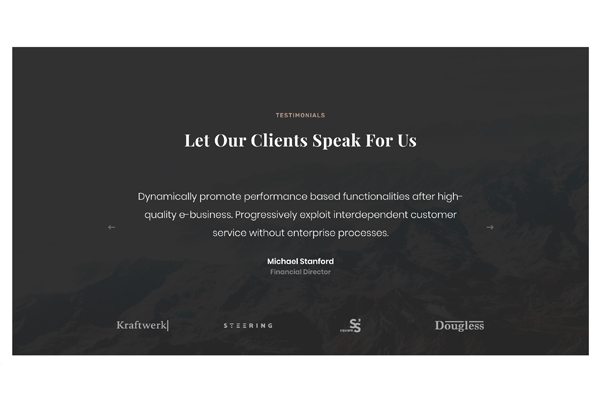 TESTIMONIALS
Let Our Clients Speak For Us
Dynamically promote performance based functionalities after high-
quality e-business. Progressively exploit interdependent customer
service without enterprise processes.
Michael Stanford
Financial Director
Kraftwerk|
STEERING
Dougless